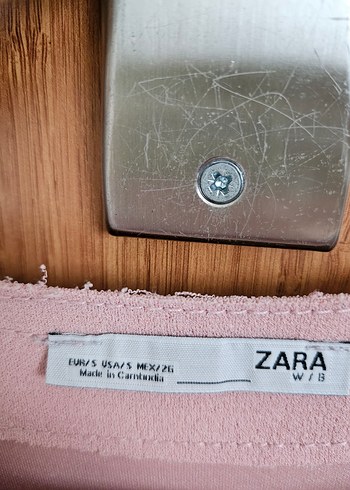 EUR/S USA/S MEX/26
Made in Cambodia
ZARA
W/B